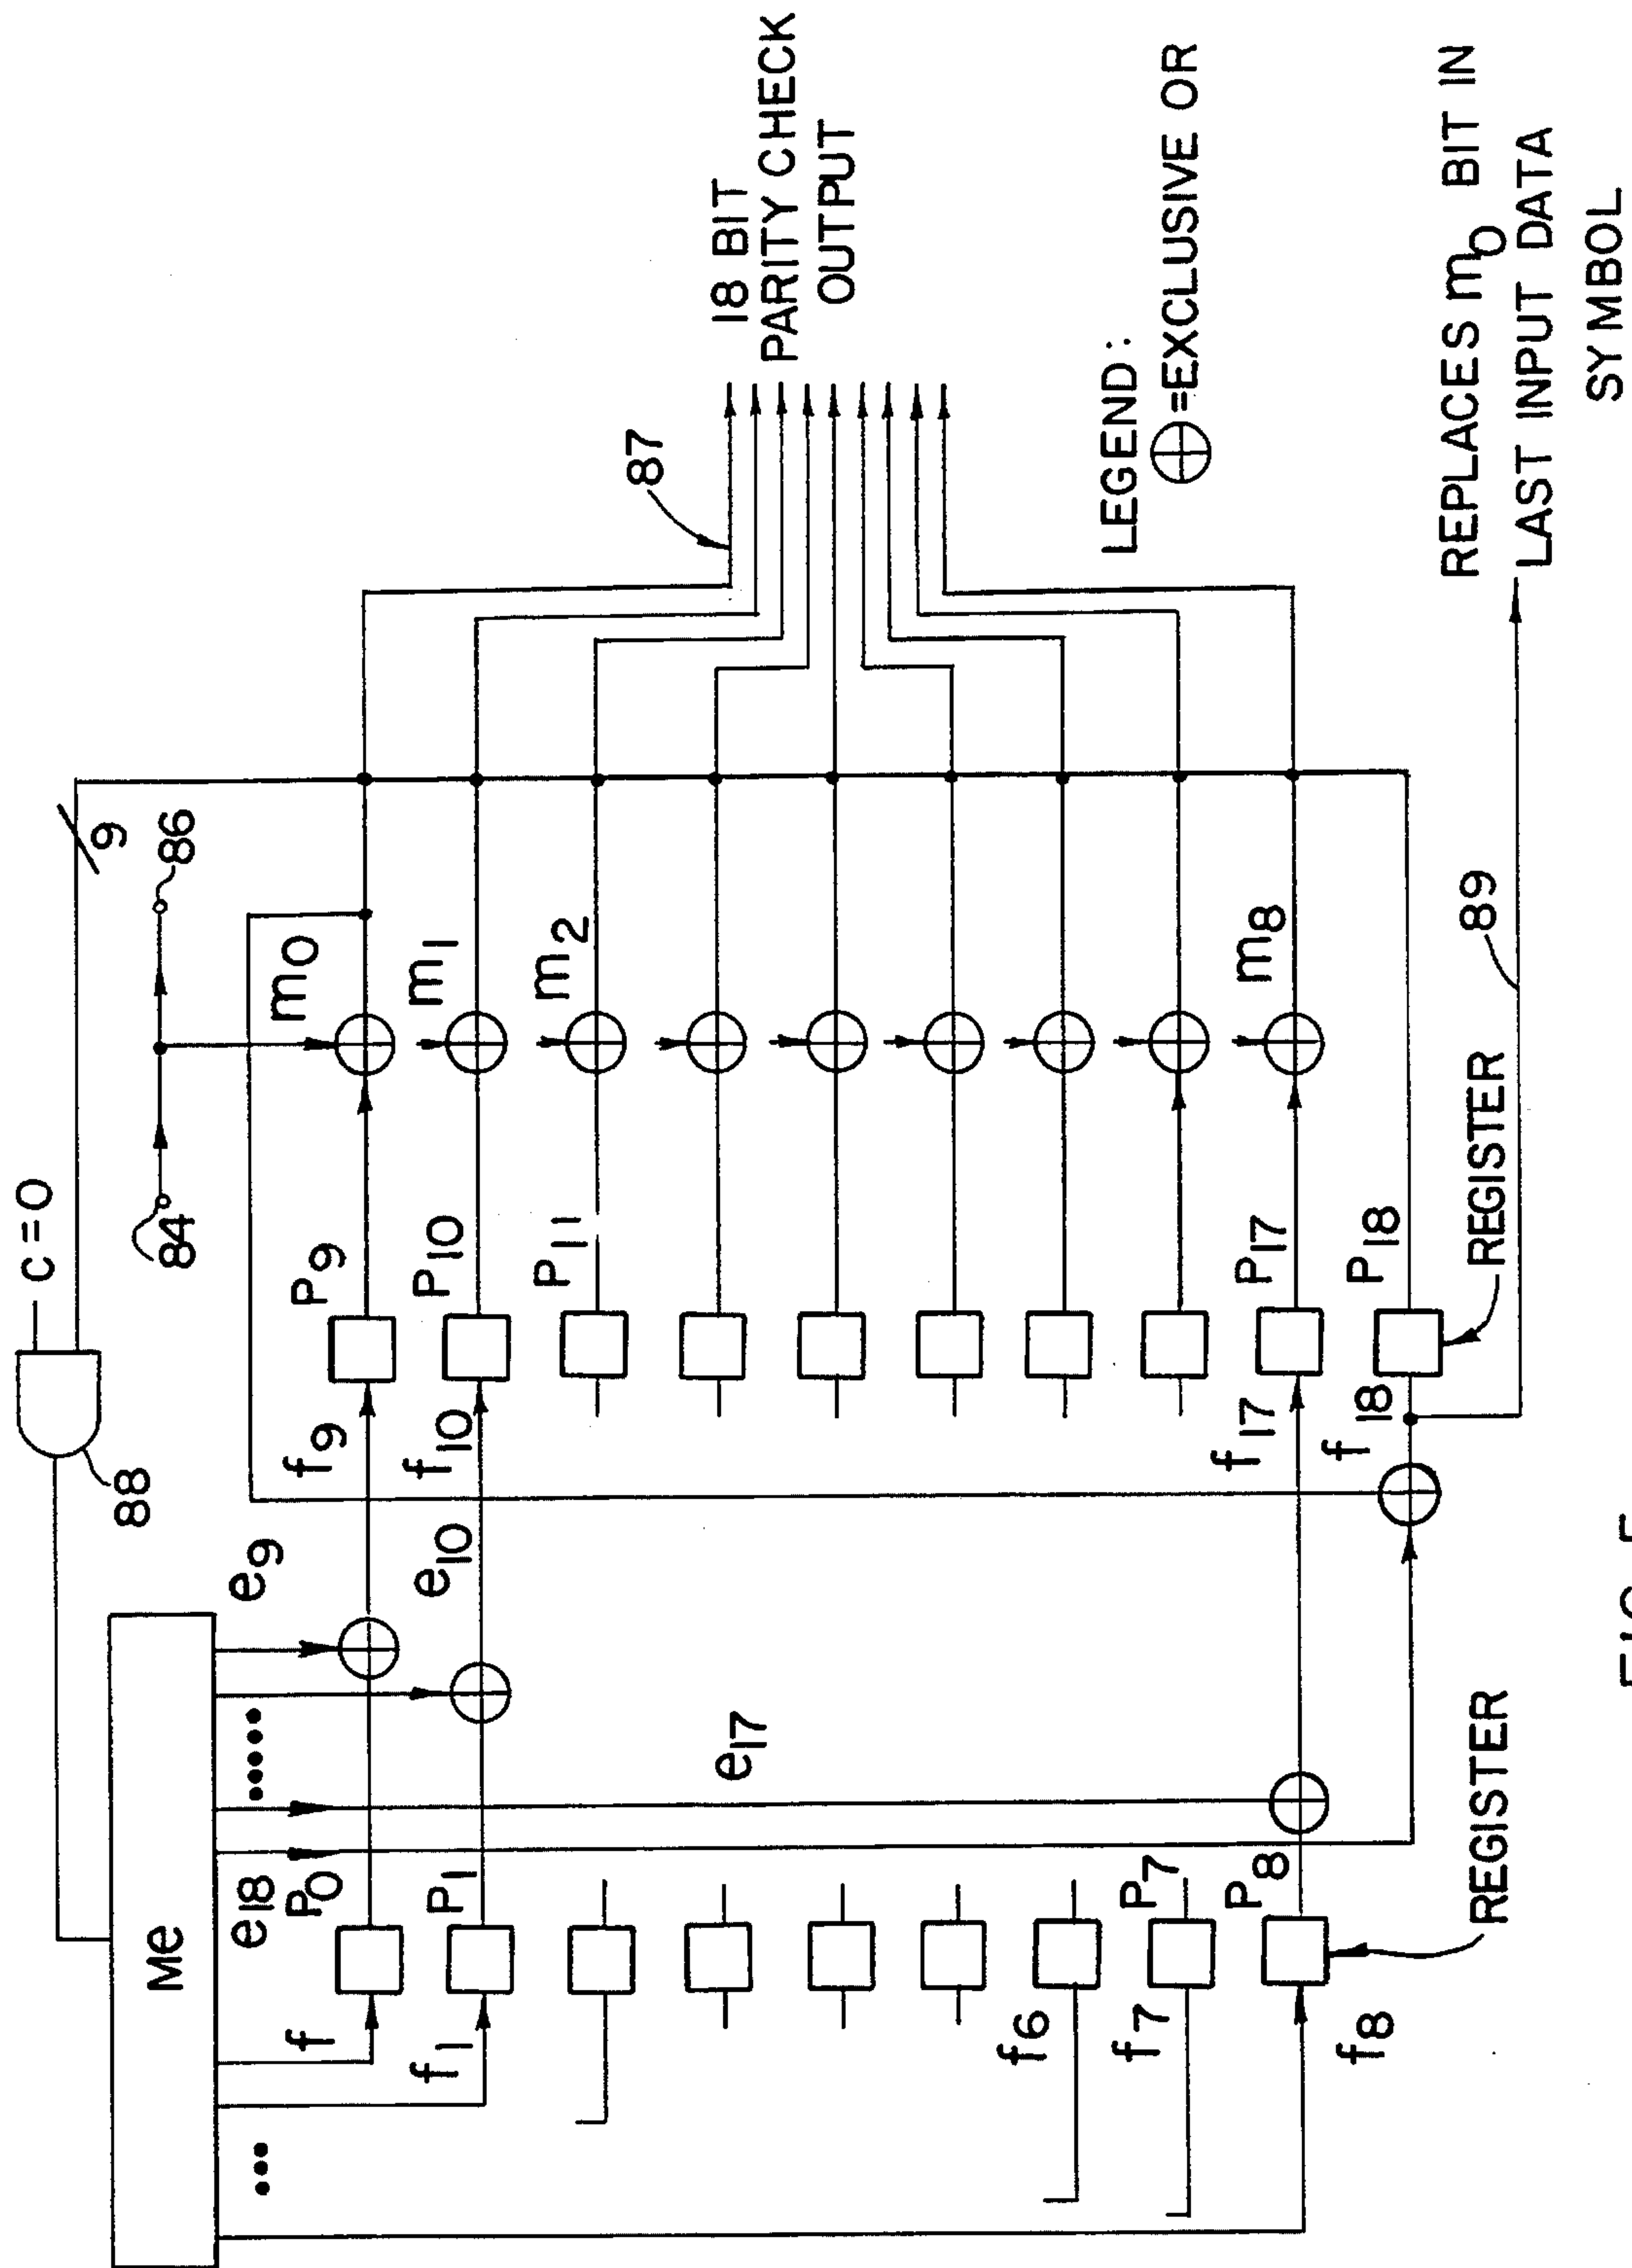 C = 0
88
9
84
86
Me
e9
e10
e17
e18
f
f1
f6
f7
f8
P0
P1
P7
P8
REGISTER
f9
f10
f17
f18
P9
P10
P11
P17
P18
REGISTER
m0
m1
m2
m8
87
18 BIT
PARITY CHECK
OUTPUT
LEGEND:
⊕=EXCLUSIVE OR
89
REPLACES m0 BIT IN
LAST INPUT DATA
SYMBOL